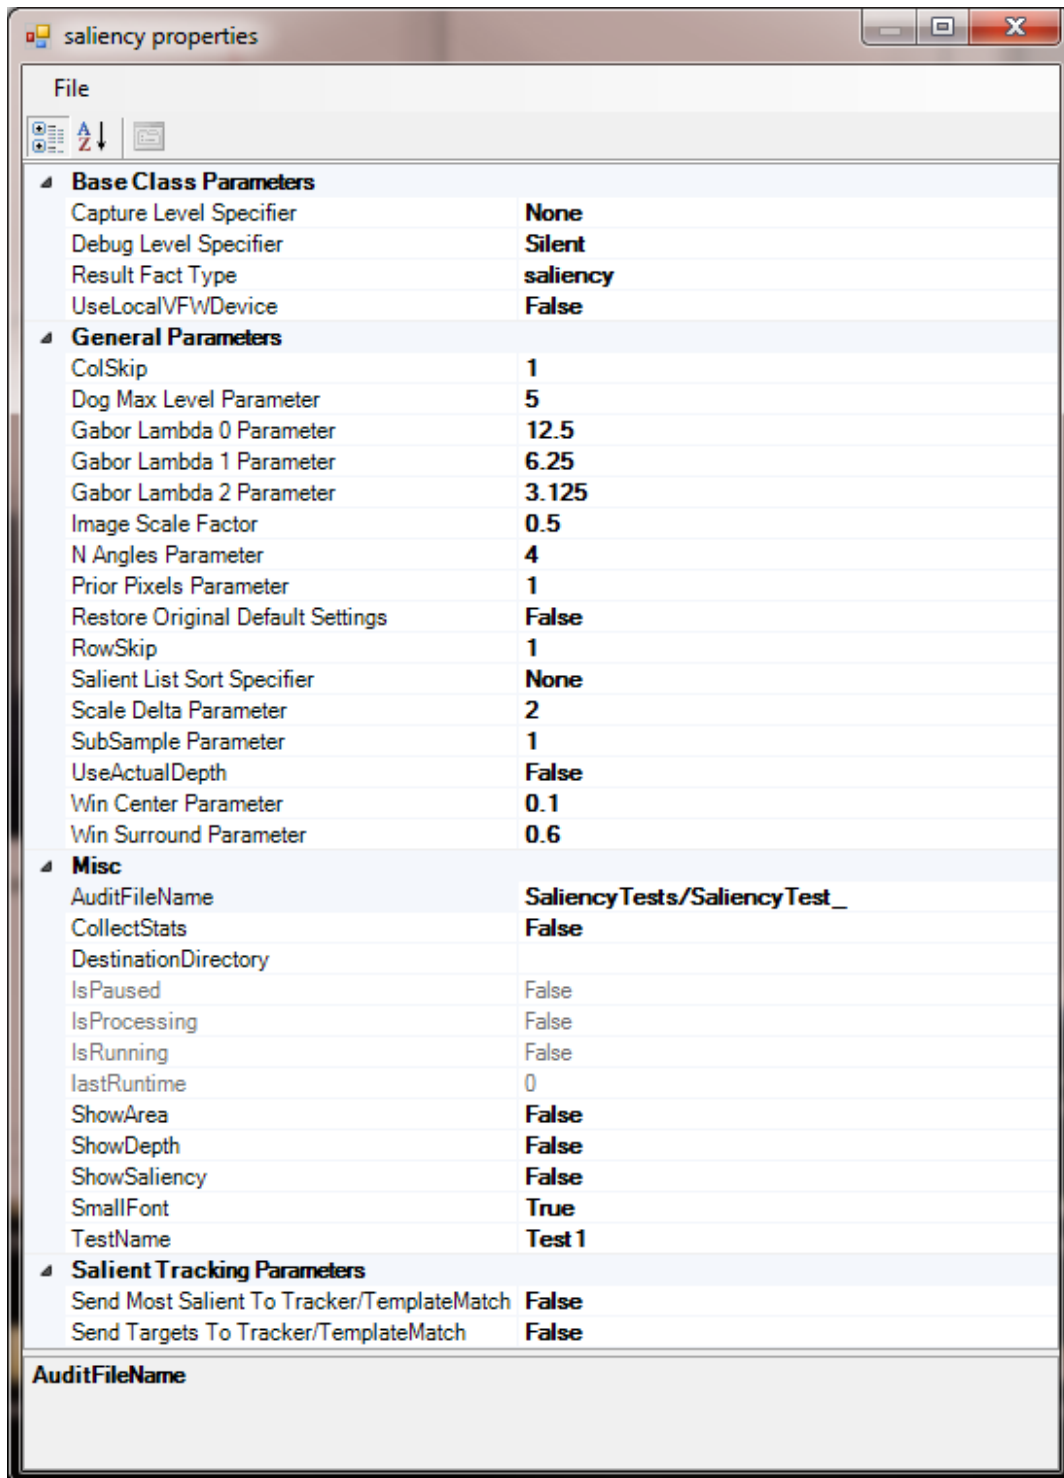 saliency properties
File
Base Class Parameters
Capture Level Specifier None
Debug Level Specifier Silent
Result Fact Type saliency
UseLocalVFWDevice False
General Parameters
ColSkip 1
Dog Max Level Parameter 5
Gabor Lambda 0 Parameter 12.5
Gabor Lambda 1 Parameter 6.25
Gabor Lambda 2 Parameter 3.125
Image Scale Factor 0.5
N Angles Parameter 4
Prior Pixels Parameter 1
Restore Original Default Settings False
RowSkip 1
Salient List Sort Specifier None
Scale Delta Parameter 2
SubSample Parameter 1
UseActualDepth False
Win Center Parameter 0.1
Win Surround Parameter 0.6
Misc
AuditFileName SaliencyTests/SaliencyTest_
CollectStats False
DestinationDirectory
IsPaused False
IsProcessing False
IsRunning False
lastRuntime 0
ShowArea False
ShowDepth False
ShowSaliency False
SmallFont True
TestName Test1
Salient Tracking Parameters
Send Most Salient To Tracker/TemplateMatch False
Send Targets To Tracker/TemplateMatch False
AuditFileName